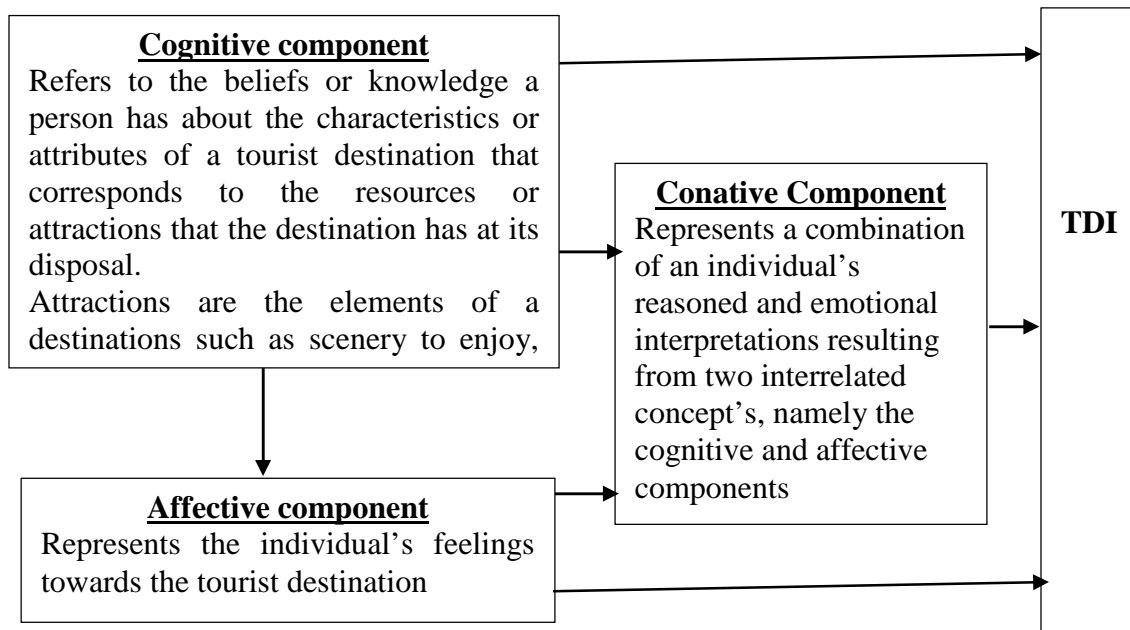 Cognitive component
Refers to the beliefs or knowledge a
person has about the characteristics or
attributes of a tourist destination that
corresponds to the resources or
attractions that the destination has at its
disposal.
Attractions are the elements of a
destinations such as scenery to enjoy,
Conative Component
Represents a combination
of an individual’s
reasoned and emotional
interpretations resulting
from two interrelated
concept’s, namely the
cognitive and affective
components
TDI
Affective component
Represents the individual’s feelings
towards the tourist destination